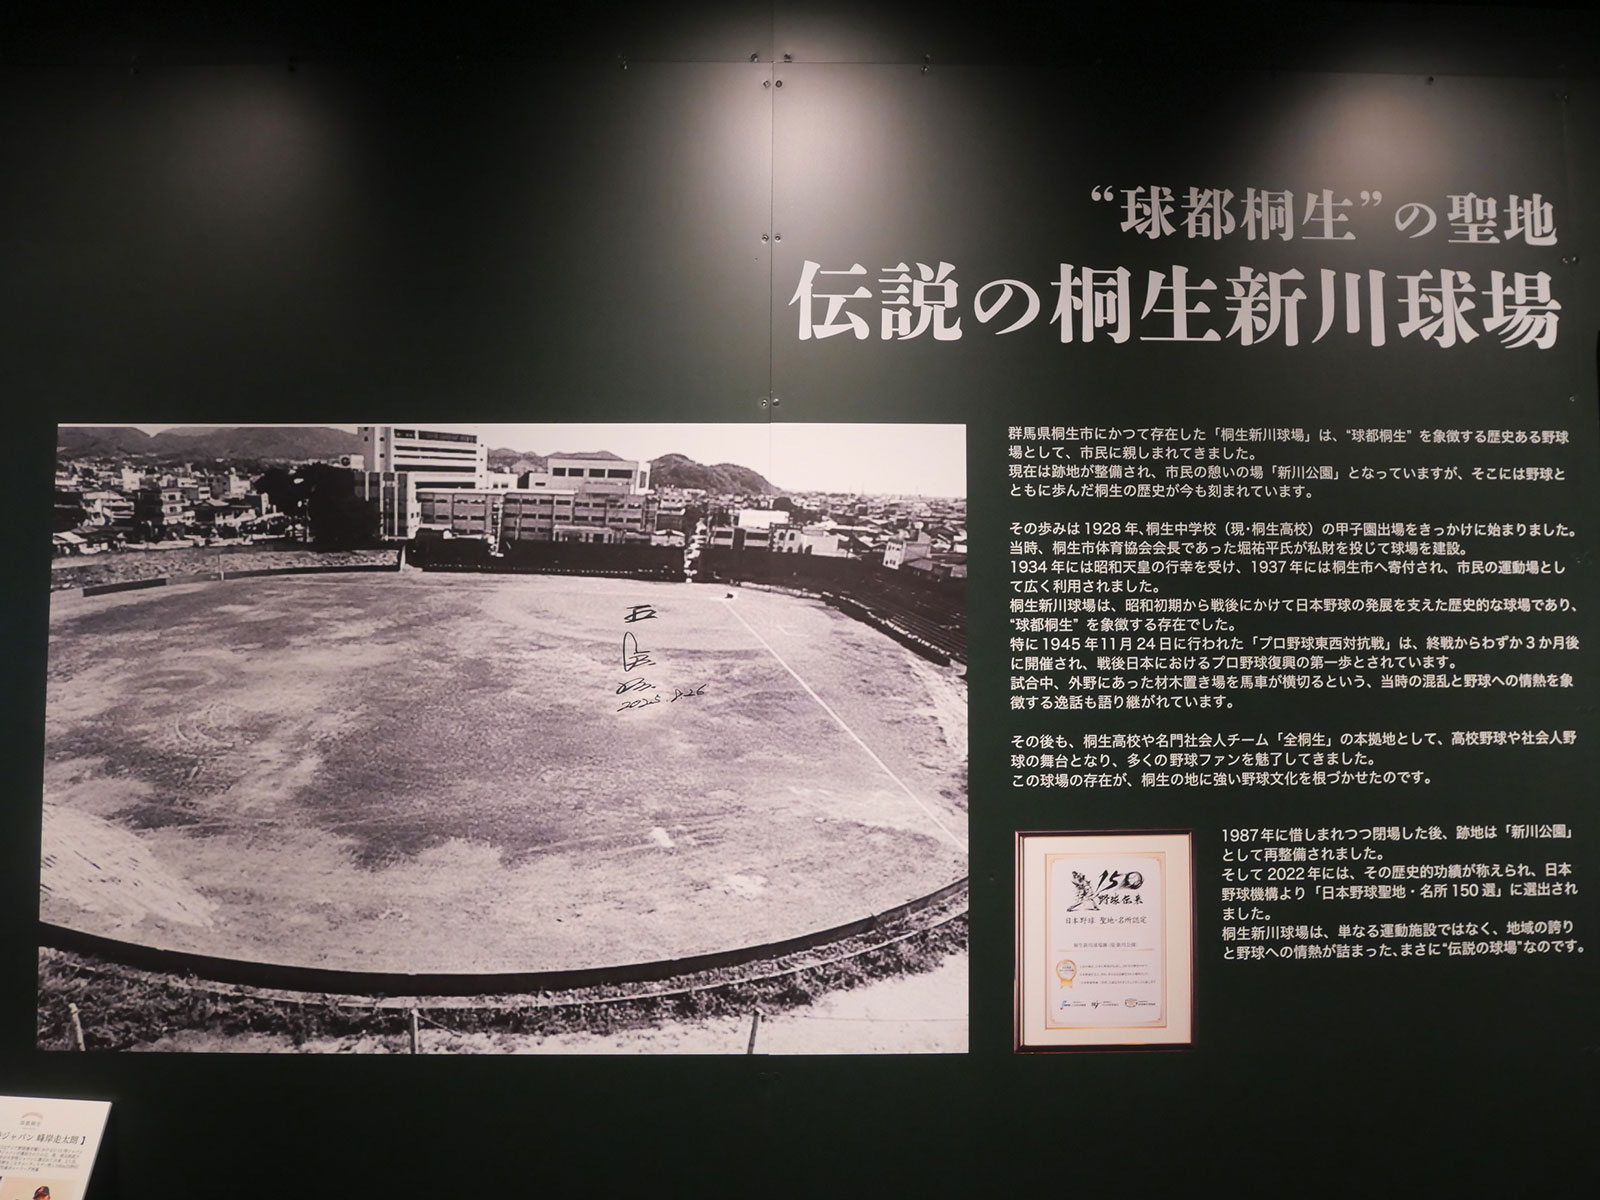 “球都桐生”の聖地
伝説の桐生新川球場
群馬県桐生市にかつて存在した「桐生新川球場」は、“球都桐生” を象徴する歴史ある野球
場として、市民に親しまれてきました。
現在は跡地が整備され、市民の憩いの場「新川公園」となっていますが、そこには野球と
ともに歩んだ桐生の歴史が今も刻まれています。
その歩みは1928年、桐生中学校（現・桐生高校）の甲子園出場をきっかけに始まりました。
当時、桐生市体育協会会長であった堀祐平氏が私財を投じて球場を建設。
1934年には昭和天皇の行幸を受け、1937年には桐生市へ寄付され、市民の運動場とし
て広く利用されました。
桐生新川球場は、昭和初期から戦後にかけて日本野球の発展を支えた歴史的な球場であり、
“球都桐生” を象徴する存在でした。
特に1945年11月24日に行われた「プロ野球東西対抗戦」は、終戦からわずか3か月後
に開催され、戦後日本におけるプロ野球復興の第一歩とされています。
試合中、外野にあった材木置き場を馬車が横切るという、当時の混乱と野球への情熱を象
徴する逸話も語り継がれています。
その後も、桐生高校や名門社会人チーム「全桐生」の本拠地として、高校野球や社会人野
球の舞台となり、多くの野球ファンを魅了してきました。
この球場の存在が、桐生の地に強い野球文化を根づかせたのです。
1987年に惜しまれつつ閉場した後、跡地は「新川公園」
として再整備されました。
そして2022年には、その歴史的功績が称えられ、日本
野球機構より「日本野球聖地・名所150選」に選出され
ました。
桐生新川球場は、単なる運動施設ではなく、地域の誇り
と野球への情熱が詰まった、まさに“伝説の球場”なのです。
150
野球伝来
日本野球 聖地・名所認定
ジャパン 峰岸走太朗】